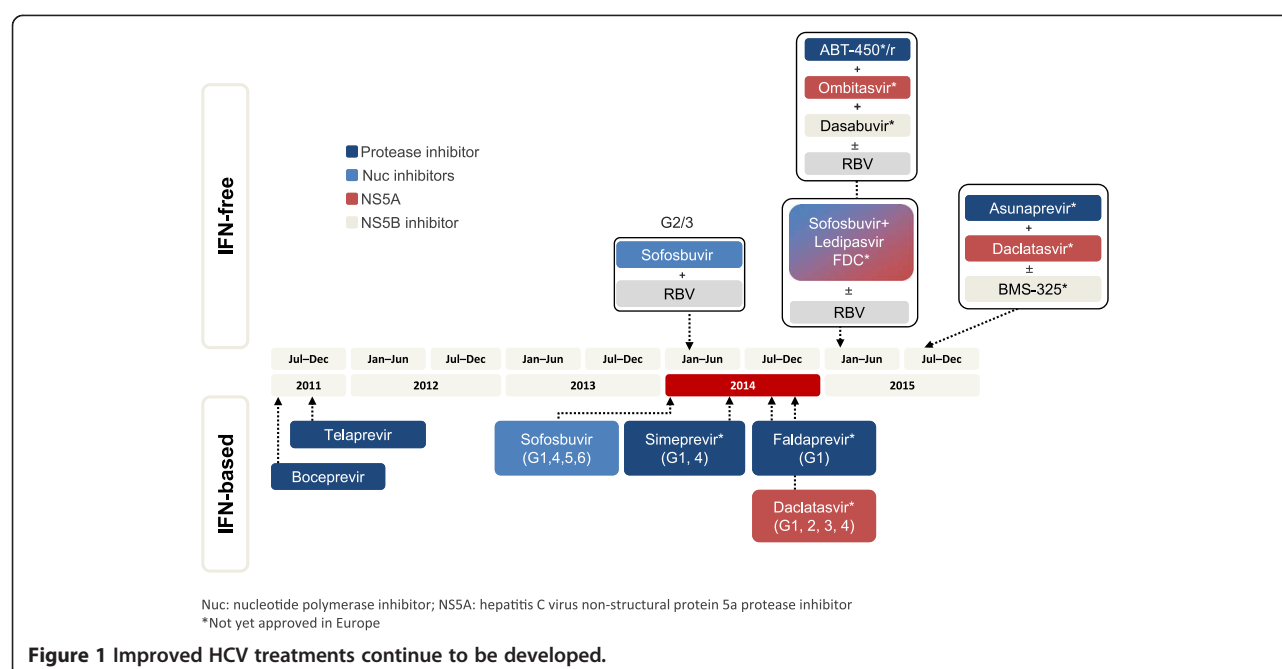 ABT-450*/r
+
Ombitasvir*
+
Dasabuvir*
±
RBV
IFN-free
Protease inhibitor
Nuc inhibitors
NS5A
NS5B inhibitor
G2/3
Sofosbuvir
+
RBV
Sofosbuvir+
Ledipasvir
FDC*
±
RBV
Asunaprevir*
+
Daclatasvir*
±
BMS-325*
Jul–Dec
Jan–Jun
Jul–Dec
Jan–Jun
Jul–Dec
Jan–Jun
Jul–Dec
Jan–Jun
Jul–Dec
2011
2012
2013
2014
2015
IFN-based
Telaprevir
Boceprevir
Sofosbuvir
(G1,4,5,6)
Simeprevir*
(G1, 4)
Faldaprevir*
(G1)
Daclatasvir*
(G1, 2, 3, 4)
Nuc: nucleotide polymerase inhibitor; NS5A: hepatitis C virus non-structural protein 5a protease inhibitor
*Not yet approved in Europe
Figure 1 Improved HCV treatments continue to be developed.